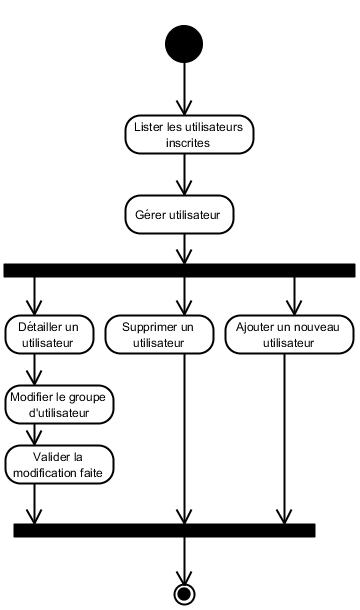 Lister les utilisateurs
inscrites
Gérer utilisateur
Détailler un
utilisateur
Supprimer un
utilisateur
Ajouter un nouveau
utilisateur
Modifier le groupe
d'utilisateur
Valider la
modification faite